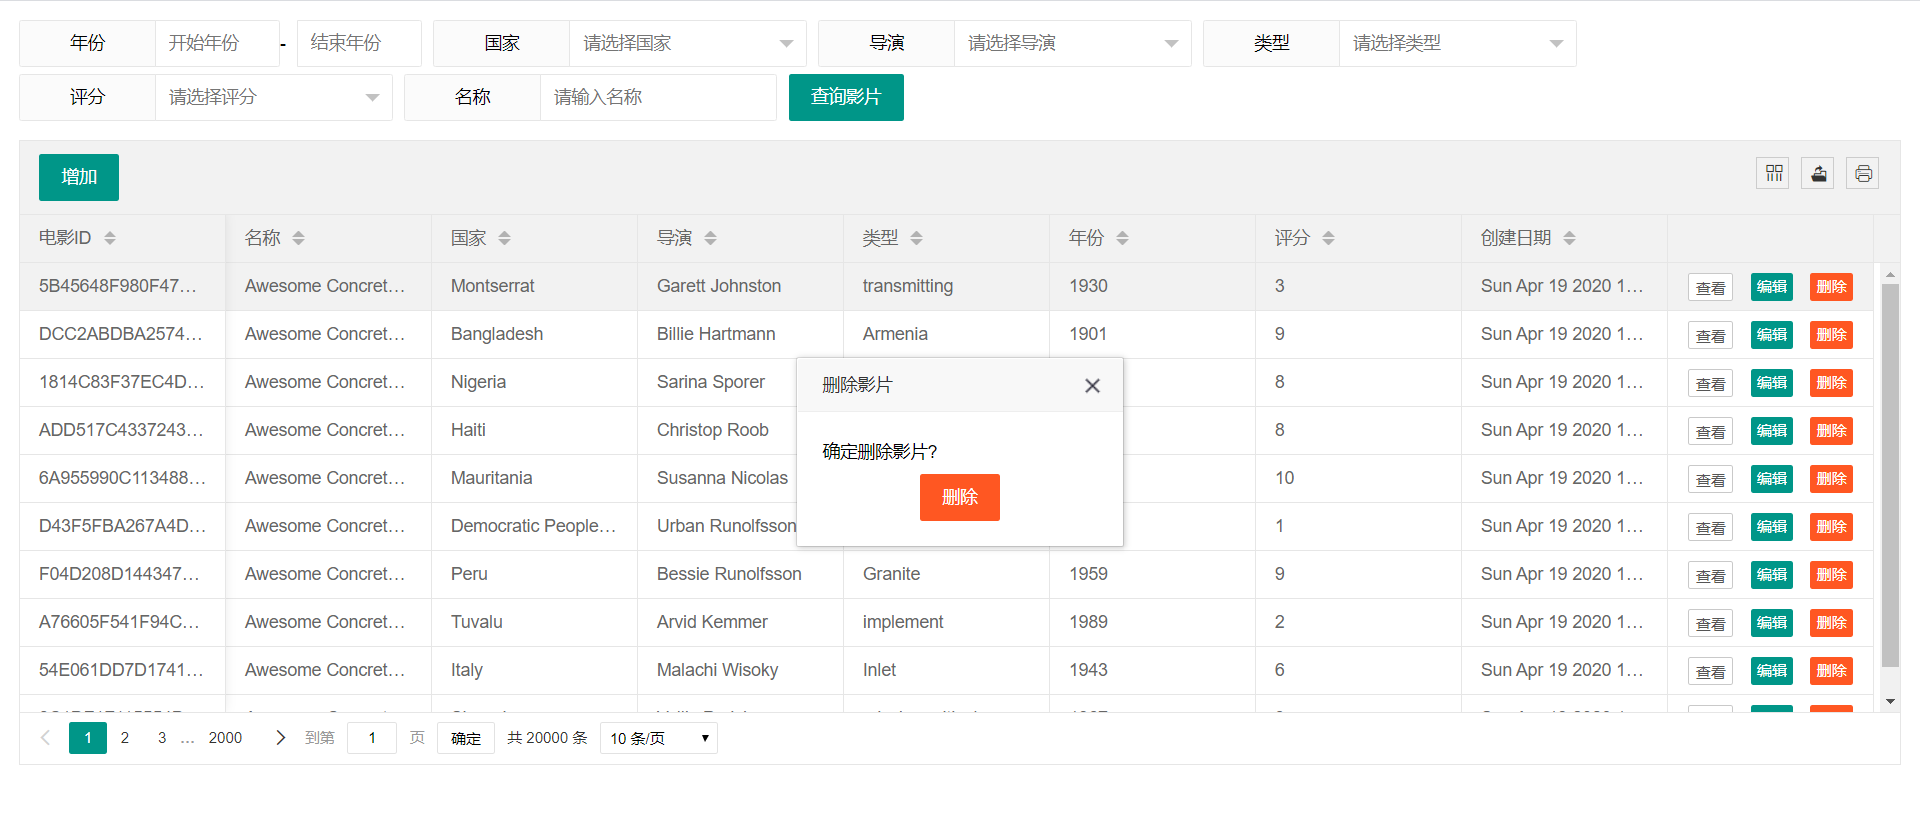 年份 开始年份 - 结束年份 国家 请选择国家 导演 请选择导演 类型 请选择类型
评分 请选择评分 名称 请输入名称 查询影片
增加
电影ID 名称 国家 导演 类型 年份 评分 创建日期
5B45648F980F47... Awesome Concret... Montserrat Garett Johnston transmitting 1930 3 Sun Apr 19 2020 1... 查看 编辑 删除
DCC2ABDBA2574... Awesome Concret... Bangladesh Billie Hartmann Armenia 1901 9 Sun Apr 19 2020 1... 查看 编辑 删除
1814C83F37EC4D... Awesome Concret... Nigeria Sarina Sporer 8 Sun Apr 19 2020 1... 查看 编辑 删除
ADD517C4337243... Awesome Concret... Haiti Christop Roob 8 Sun Apr 19 2020 1... 查看 编辑 删除
6A955990C113488... Awesome Concret... Mauritania Susanna Nicolas 10 Sun Apr 19 2020 1... 查看 编辑 删除
D43F5FBA267A4D... Awesome Concret... Democratic People... Urban Runolfsson 1 Sun Apr 19 2020 1... 查看 编辑 删除
F04D208D144347... Awesome Concret... Peru Bessie Runolfsson Granite 1959 9 Sun Apr 19 2020 1... 查看 编辑 删除
A76605F541F94C... Awesome Concret... Tuvalu Arvid Kemmer implement 1989 2 Sun Apr 19 2020 1... 查看 编辑 删除
54E061DD7D1741... Awesome Concret... Italy Malachi Wisoky Inlet 1943 6 Sun Apr 19 2020 1... 查看 编辑 删除
删除影片
确定删除影片?
删除
1 2 3 ... 2000 到第 1 页 确定 共 20000 条 10 条/页